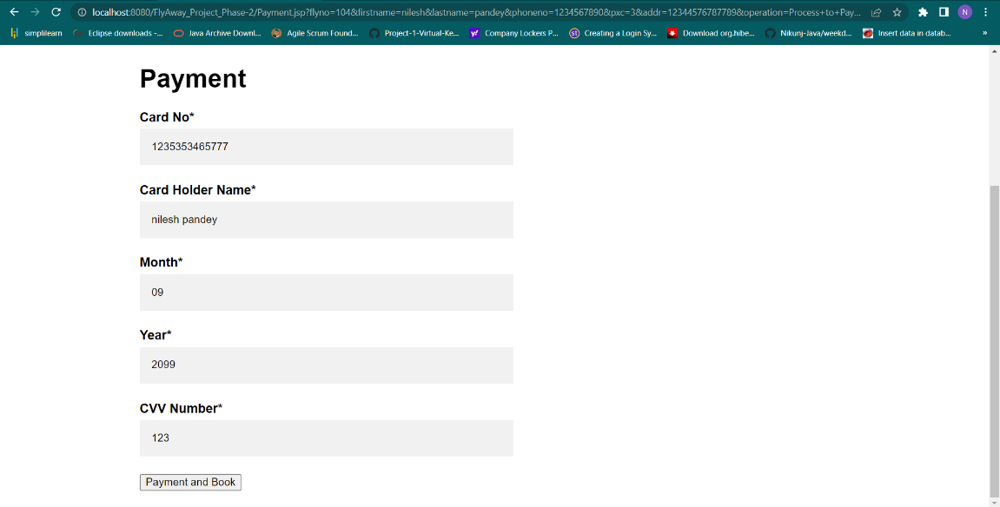 localhost:8080/FlyAway_Project_Phase-2/Payment.jsp?flyno=104&firstname=nilesh&lastname=pandey&phoneno=1234567890&pxc=3&addr=12344576787789&operation=Process+to+Pay... N
simplilearn Eclipse downloads -... Java Archive Downl... Agile Scrum Found... Project-1-Virtual-Ke... y! Company Lockers P... st Creating a Login Sy... Download org.hibe... Nikunj-Java/weekd... Insert data in datab... »
Payment
Card No*
1235353465777
Card Holder Name*
nilesh pandey
Month*
09
Year*
2099
CVV Number*
123
Payment and Book